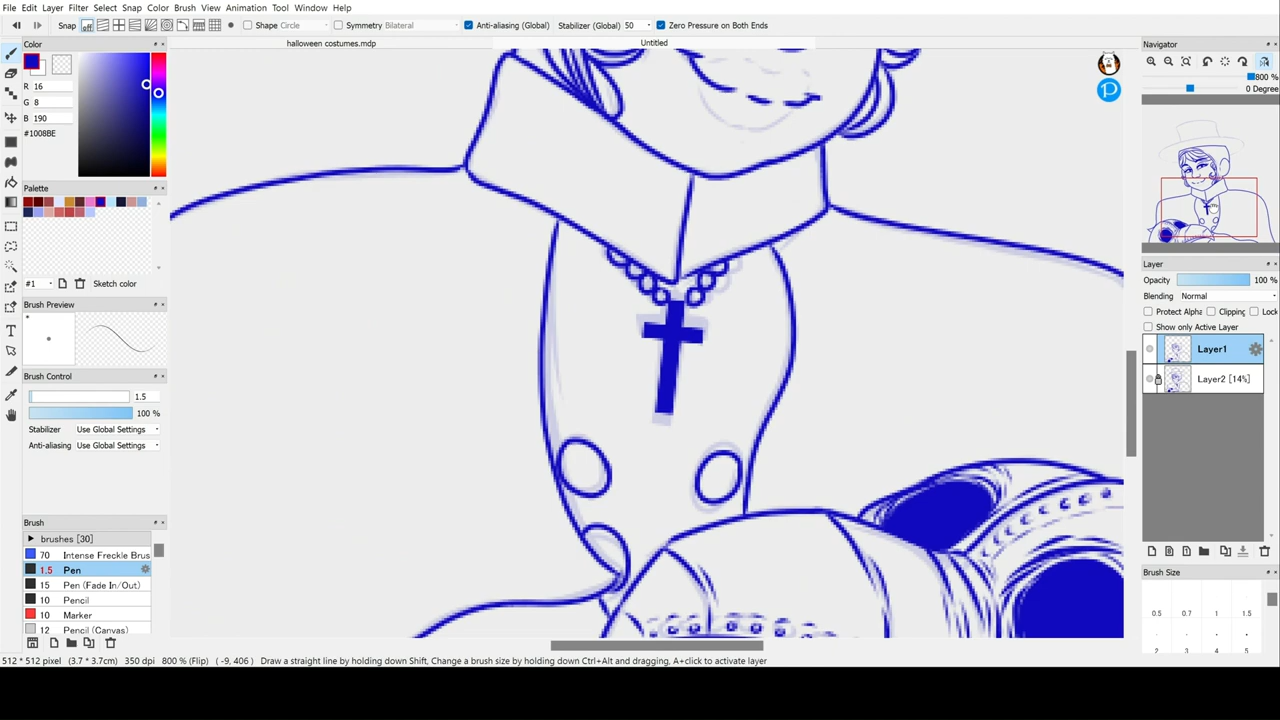 File Edit Layer Filter Select Snap Color Brush View Animation Tool Window Help
Snap off Shape Circle Symmetry Bilateral Anti-aliasing (Global) Stabilizer (Global) 50 Zero Pressure on Both Ends
halloween costumes.mdp Untitled
Color
R 16
G 8
B 190
#1008BE
Palette
#1 Sketch color
Brush Preview
Brush Control
1.5
100 %
Stabilizer Use Global Settings
Anti-aliasing Use Global Settings
Brush
brushes [30]
70 Intense Freckle Brus
1.5 Pen
15 Pen (Fade In/Out)
10 Pencil
10 Marker
12 Pencil (Canvas)
Navigator
800 %
0 Degree
Layer
Opacity 100 %
Blending Normal
Protect Alpha Clipping Lock
Show only Active Layer
Layer1
Layer2 [14%]
Brush Size
0.5 0.7 1 1.5
2 3 4 5
512 * 512 pixel (3.7 * 3.7cm) 350 dpi 800 % (Flip) ( -9, 406 ) Draw a straight line by holding down Shift, Change a brush size by holding down Ctrl+Alt and dragging, A+click to activate layer